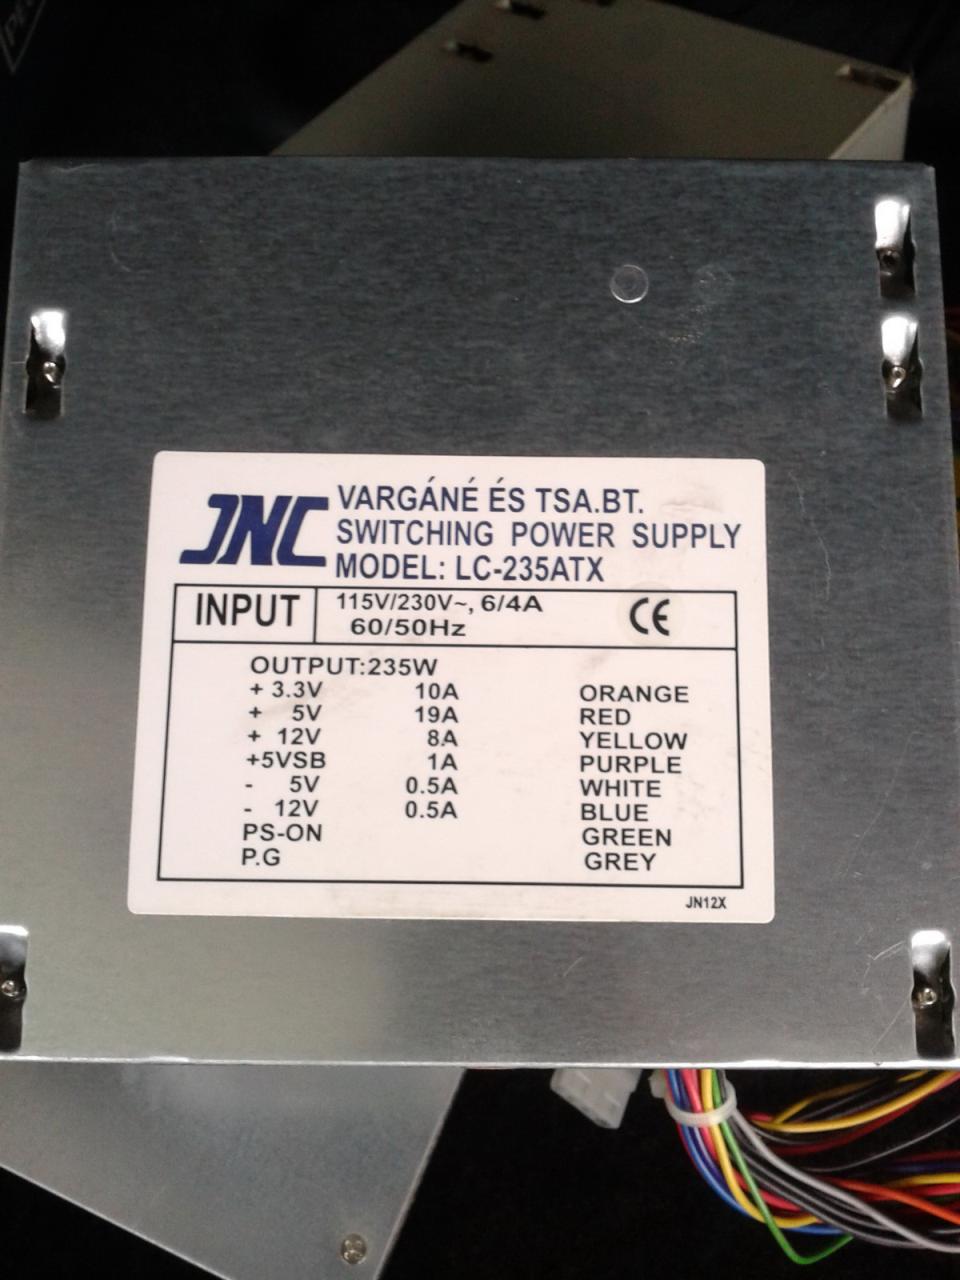 JNC
VARGÁNÉ ÉS TSA.BT.
SWITCHING POWER SUPPLY
MODEL: LC-235ATX
INPUT
115V/230V~, 6/4A
60/50Hz
CE
OUTPUT:235W
+ 3.3V 10A ORANGE
+ 5V 19A RED
+ 12V 8A YELLOW
+5VSB 1A PURPLE
- 5V 0.5A WHITE
- 12V 0.5A BLUE
PS-ON GREEN
P.G GREY
JN12X